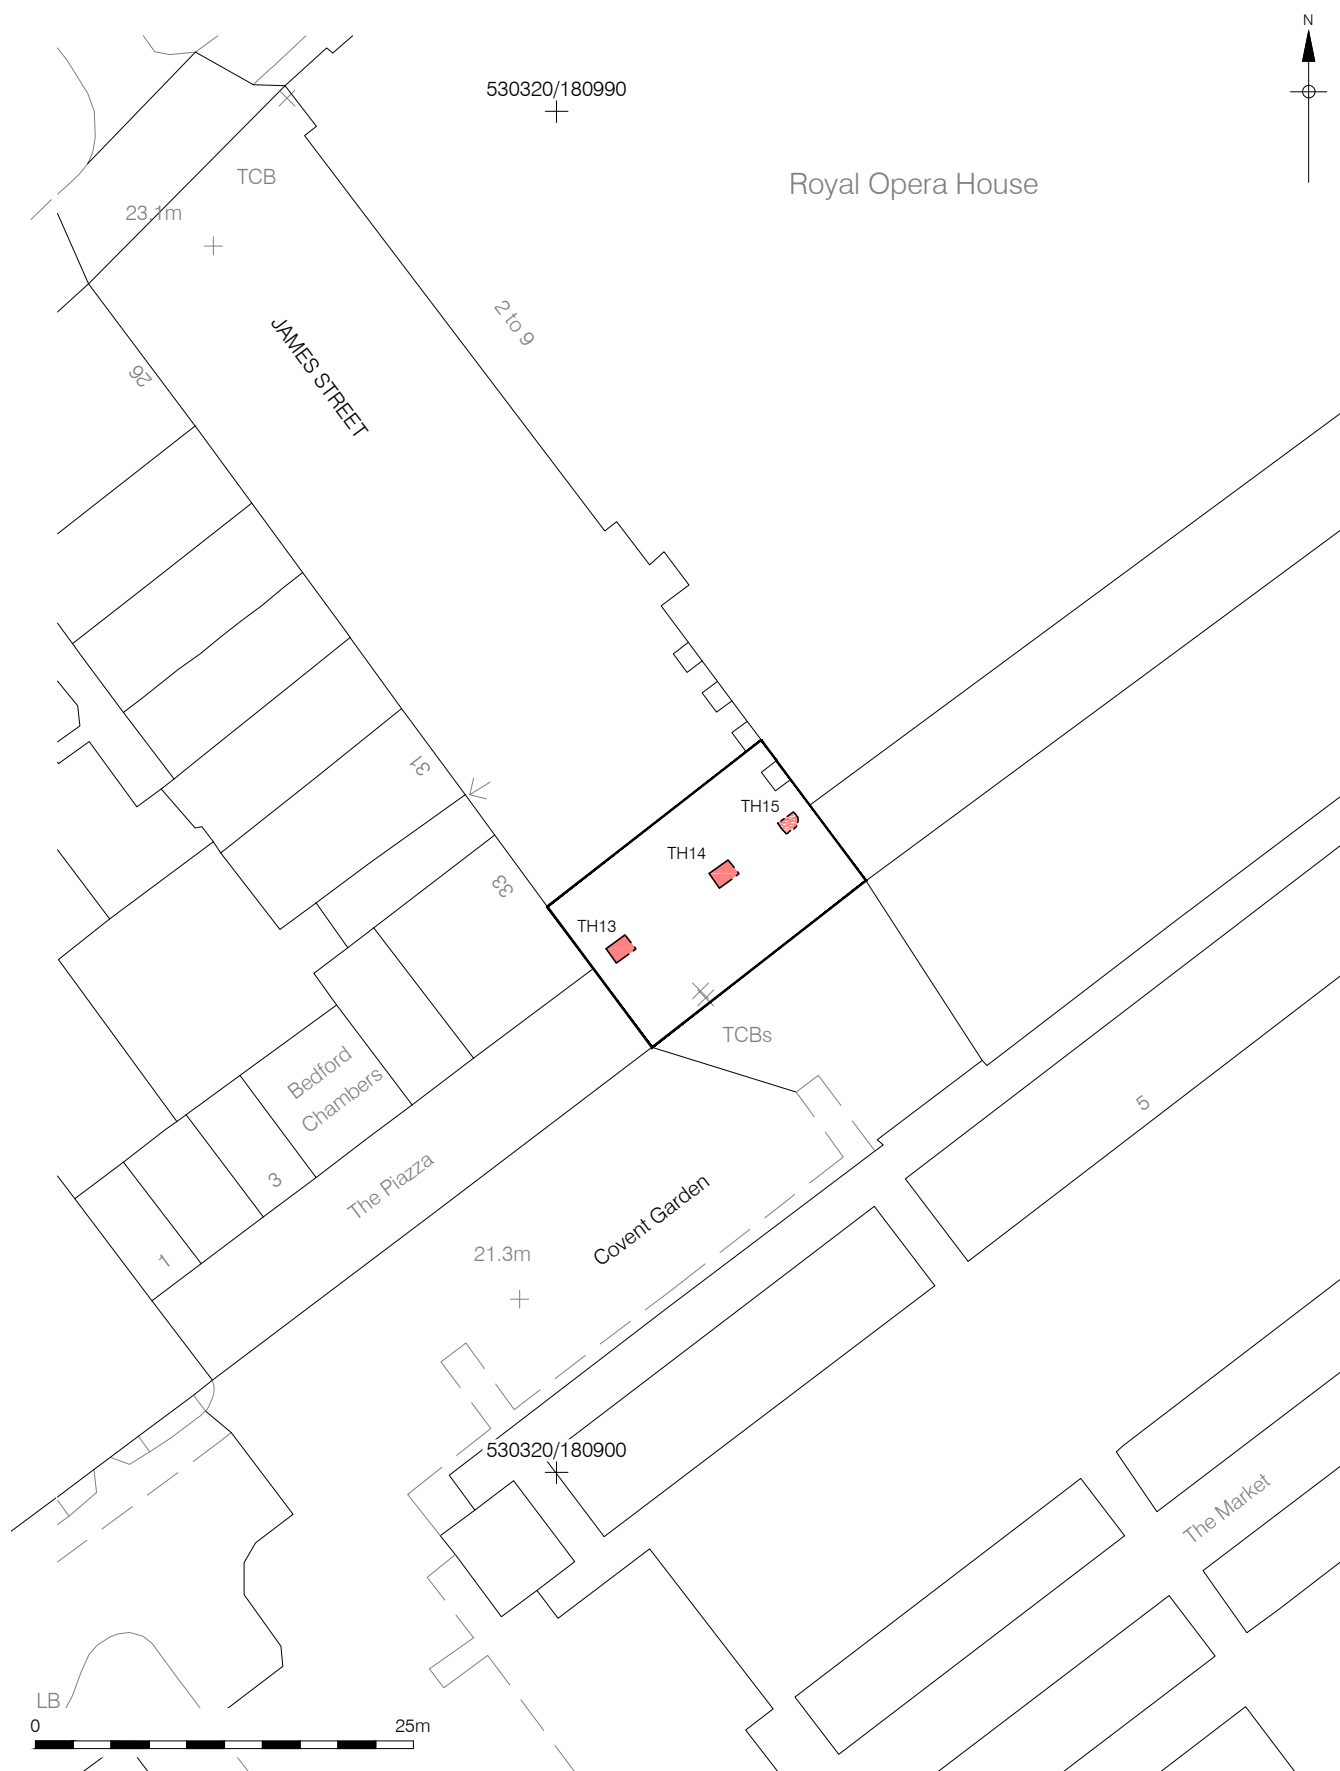 N
530320/180990
Royal Opera House
TCB
23.1m
2 to 9
JAMES STREET
26
31
TH15
TH14
33
TH13
TCBs
Bedford
Chambers
5
The Piazza
3
Covent Garden
1
21.3m
530320/180900
The Market
LB
0 25m